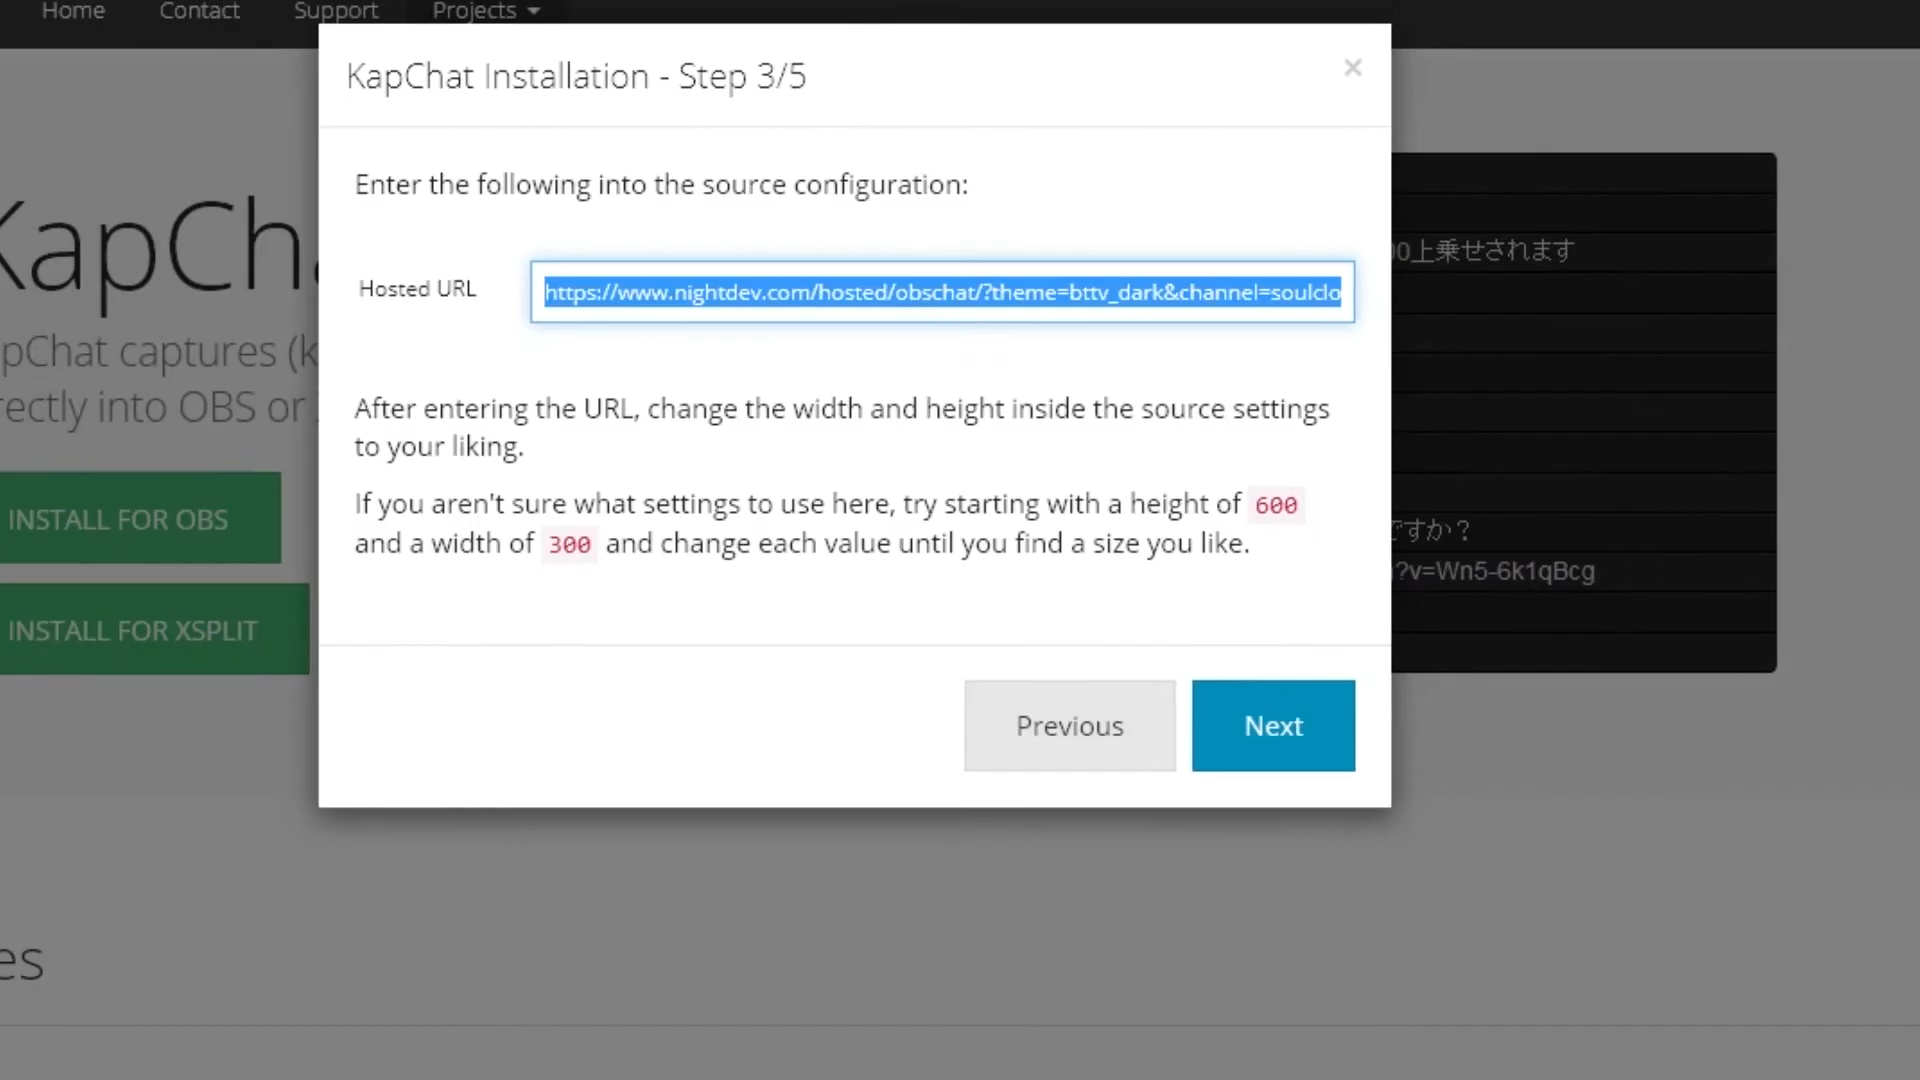 Home Contact Support Projects
KapChat Installation - Step 3/5 ×
Enter the following into the source configuration:
Hosted URL https://www.nightdev.com/hosted/obschat/?theme=bttv_dark&channel=soulclo
After entering the URL, change the width and height inside the source settings
to your liking.
If you aren't sure what settings to use here, try starting with a height of 600
and a width of 300 and change each value until you find a size you like.
Previous Next
KapCh
pChat captures (k
rectly into OBS or
INSTALL FOR OBS
INSTALL FOR XSPLIT
00上乗せされます
ですか？
?v=Wn5-6k1qBcg
es